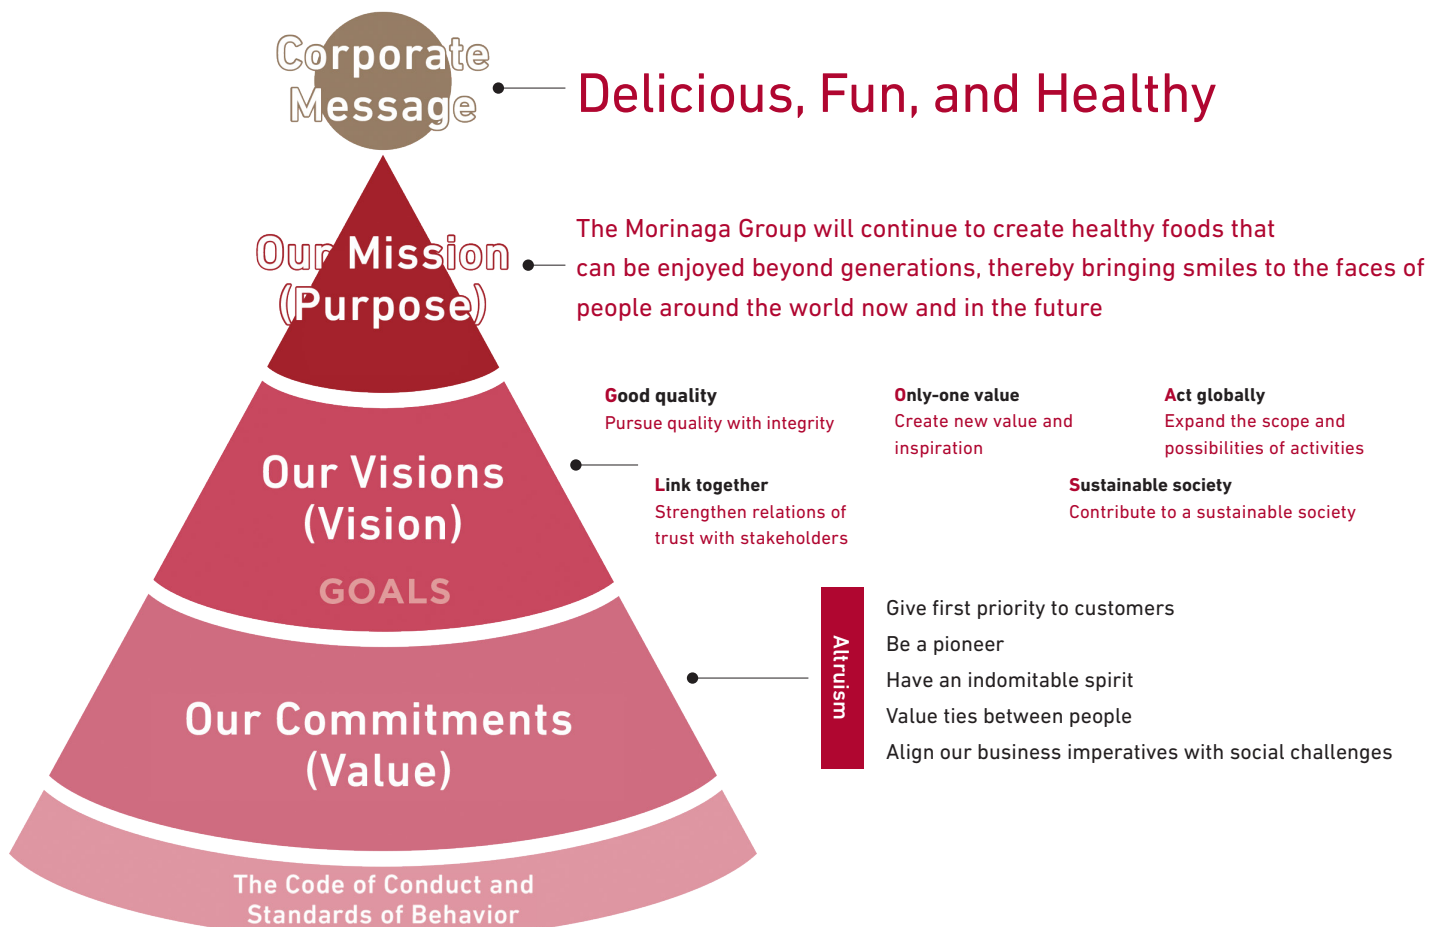 Corporate
Message
Delicious, Fun, and Healthy
Our Mission
(Purpose)
The Morinaga Group will continue to create healthy foods that
can be enjoyed beyond generations, thereby bringing smiles to the faces of
people around the world now and in the future
Our Visions
(Vision)
GOALS
Good quality
Pursue quality with integrity
Only-one value
Create new value and
inspiration
Act globally
Expand the scope and
possibilities of activities
Link together
Strengthen relations of
trust with stakeholders
Sustainable society
Contribute to a sustainable society
Our Commitments
(Value)
Altruism
Give first priority to customers
Be a pioneer
Have an indomitable spirit
Value ties between people
Align our business imperatives with social challenges
The Code of Conduct and
Standards of Behavior